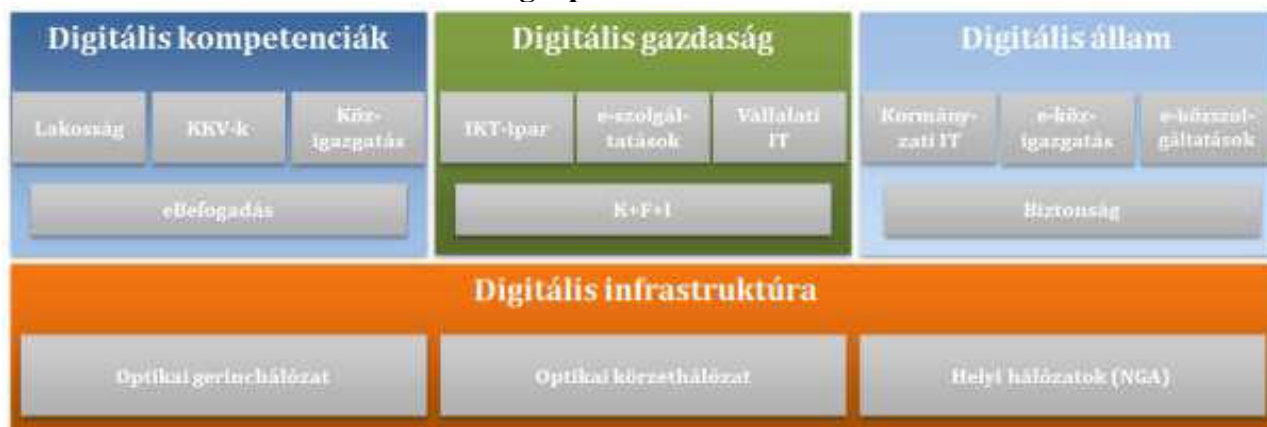 Digitális kompetenciák
Lakosság
KKV-k
Köz-
igazgatás
eBefogadás
Digitális gazdaság
IKT-ipar
e-szolgál-
tatások
Vállalati
IT
K+F+I
Digitális állam
Kormány-
zati IT
e-köz-
igazgatás
e-közszol-
gáltatások
Biztonság
Digitális infrastruktúra
Optikai gerinchálózat
Optikai körzethálózat
Helyi hálózatok (NGA)